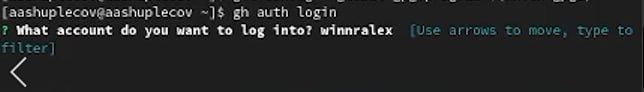 [aashuplecov@aashuplecov ~]$ gh auth login
? What account do you want to log into? winnralex  [Use arrows to move, type to
filter]